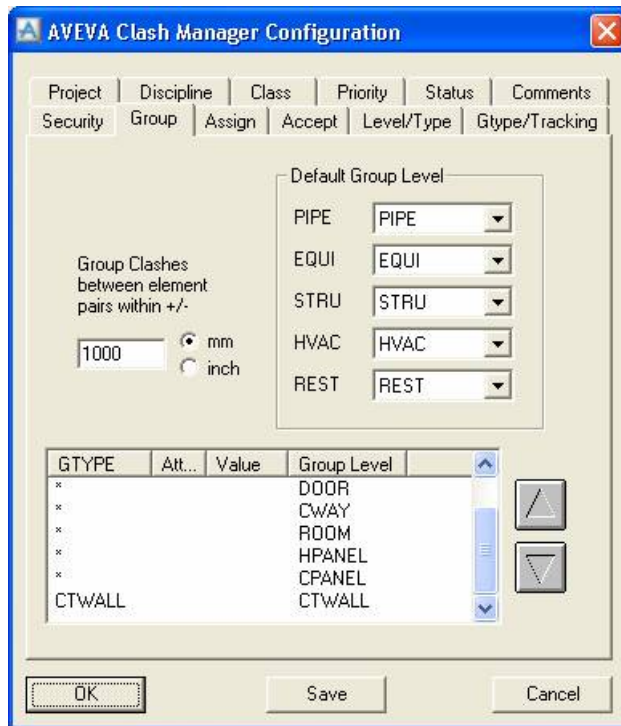 AVEVA Clash Manager Configuration
Project Discipline Class Priority Status Comments
Security Group Assign Accept Level/Type Gtype/Tracking
Default Group Level
PIPE PIPE
EQUI EQUI
STRU STRU
HVAC HVAC
REST REST
Group Clashes
between element
pairs within +/-
1000 mm
inch
GTYPE Att... Value Group Level
* DOOR
* CWAY
* ROOM
* HPANEL
* CPANEL
CTWALL CTWALL
OK Save Cancel